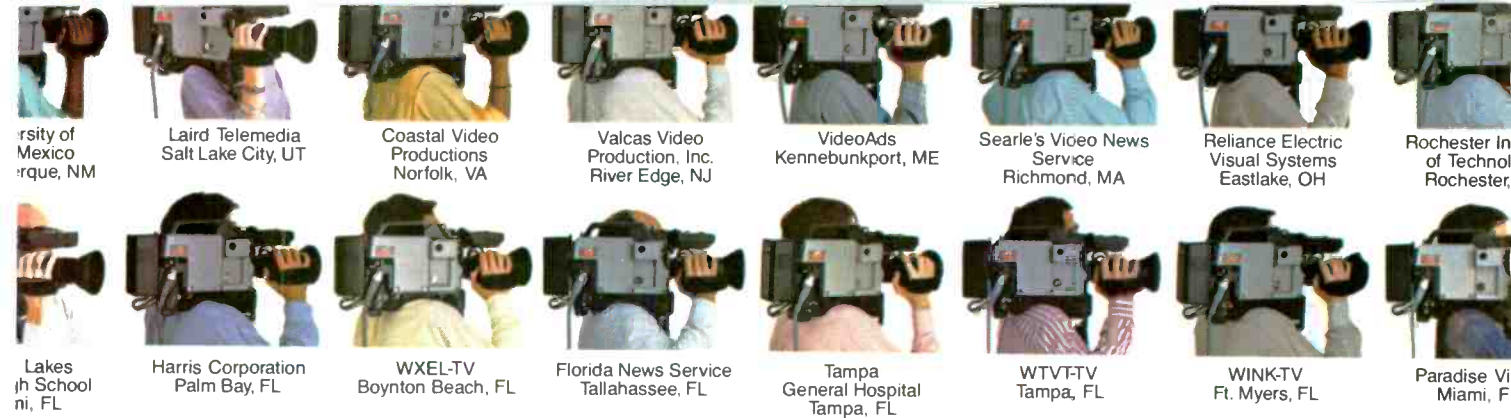 rsity of
Mexico
erque, NM
Laird Telemedia
Salt Lake City, UT
Coastal Video
Productions
Norfolk, VA
Valcas Video
Production, Inc.
River Edge, NJ
VideoAds
Kennebunkport, ME
Searle's Video News
Service
Richmond, MA
Reliance Electric
Visual Systems
Eastlake, OH
Rochester In
of Technol
Rochester,
Lakes
gh School
ni, FL
Harris Corporation
Palm Bay, FL
WXEL-TV
Boynton Beach, FL
Florida News Service
Tallahassee, FL
Tampa
General Hospital
Tampa, FL
WTVT-TV
Tampa, FL
WINK-TV
Ft. Myers, FL
Paradise Vi
Miami, F